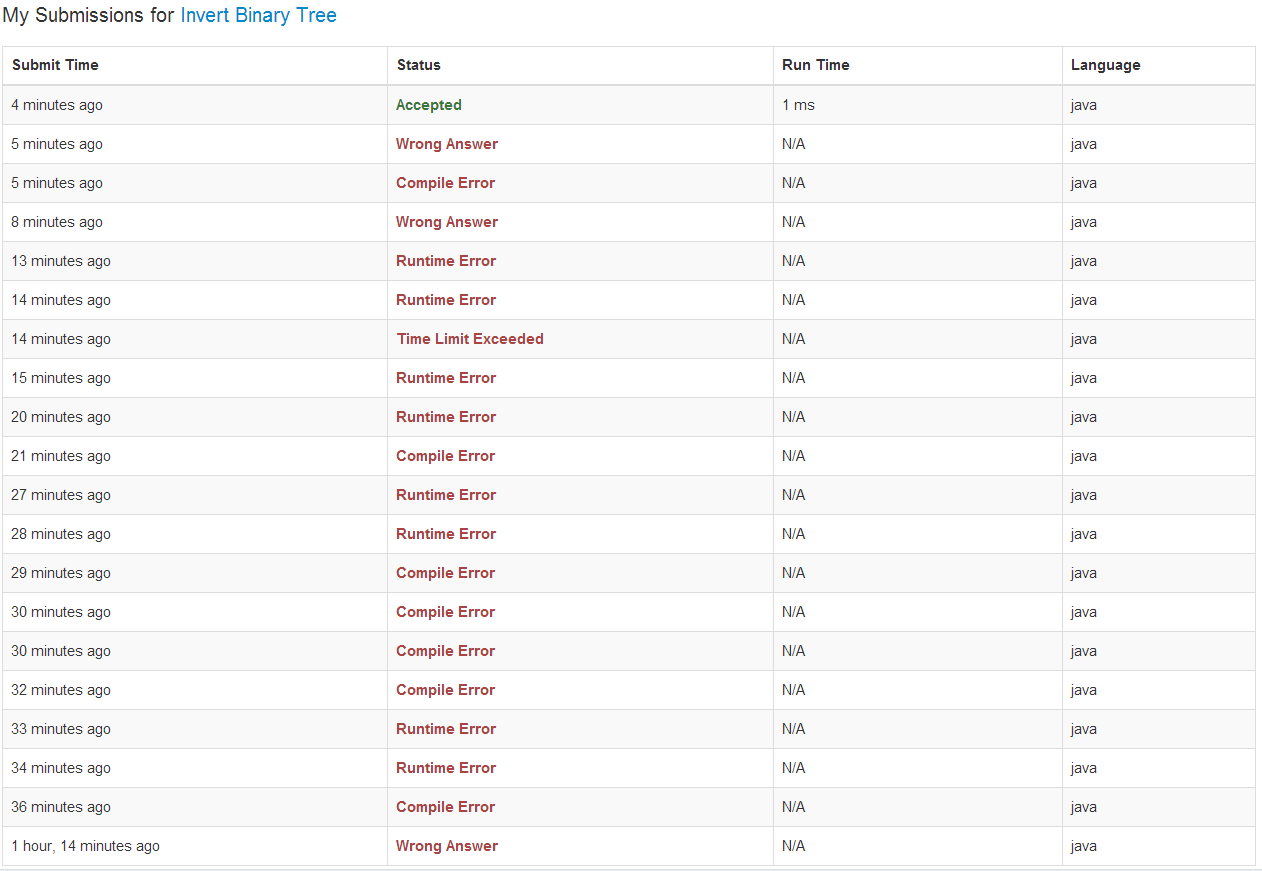 My Submissions for Invert Binary Tree
Submit Time Status Run Time Language
4 minutes ago Accepted 1 ms java
5 minutes ago Wrong Answer N/A java
5 minutes ago Compile Error N/A java
8 minutes ago Wrong Answer N/A java
13 minutes ago Runtime Error N/A java
14 minutes ago Runtime Error N/A java
14 minutes ago Time Limit Exceeded N/A java
15 minutes ago Runtime Error N/A java
20 minutes ago Runtime Error N/A java
21 minutes ago Compile Error N/A java
27 minutes ago Runtime Error N/A java
28 minutes ago Runtime Error N/A java
29 minutes ago Compile Error N/A java
30 minutes ago Compile Error N/A java
30 minutes ago Compile Error N/A java
32 minutes ago Compile Error N/A java
33 minutes ago Runtime Error N/A java
34 minutes ago Runtime Error N/A java
36 minutes ago Compile Error N/A java
1 hour, 14 minutes ago Wrong Answer N/A java